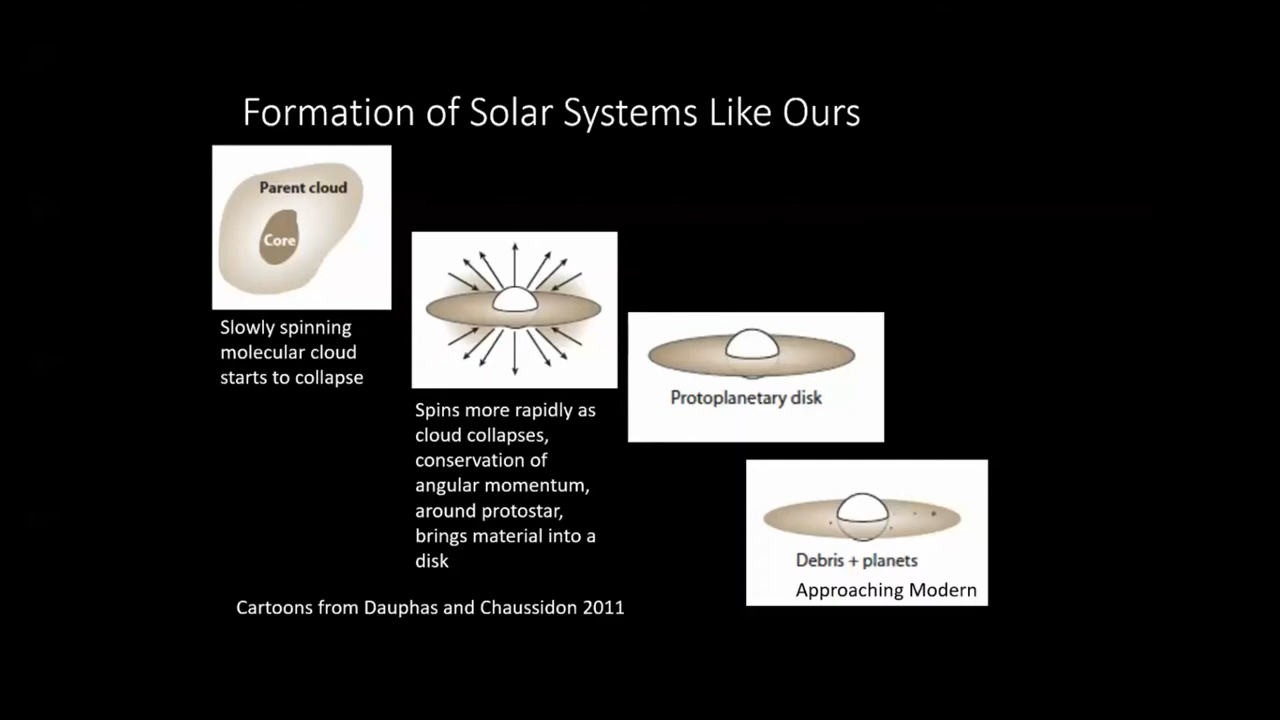 Formation of Solar Systems Like Ours
Parent cloud
Core
Slowly spinning
molecular cloud
starts to collapse
Spins more rapidly as
cloud collapses,
conservation of
angular momentum,
around protostar,
brings material into a
disk
Protoplanetary disk
Debris + planets
Approaching Modern
Cartoons from Dauphas and Chaussidon 2011